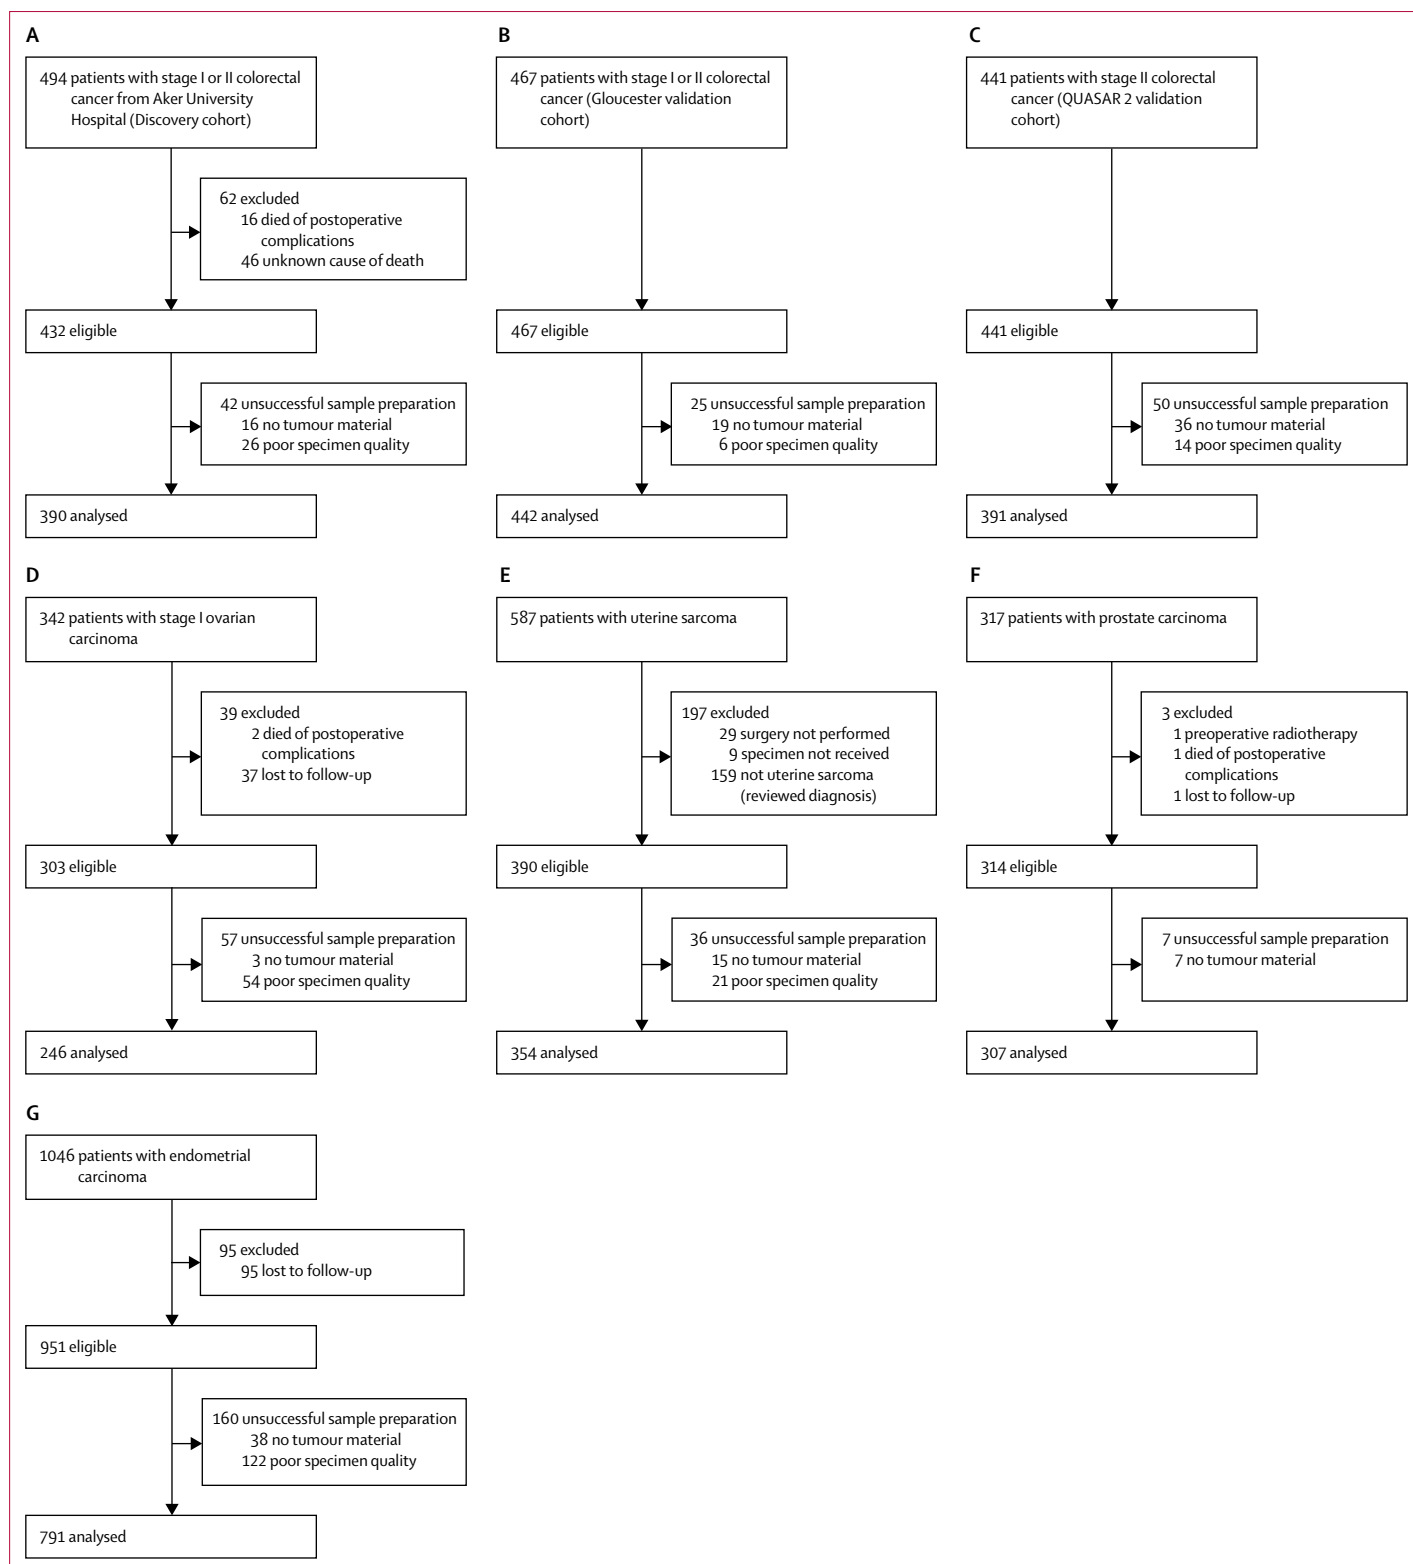 A
494 patients with stage I or II colorectal
cancer from Aker University
Hospital (Discovery cohort)
62 excluded
16 died of postoperative
complications
46 unknown cause of death
432 eligible
42 unsuccessful sample preparation
16 no tumour material
26 poor specimen quality
390 analysed
B
467 patients with stage I or II colorectal
cancer (Gloucester validation
cohort)
467 eligible
25 unsuccessful sample preparation
19 no tumour material
6 poor specimen quality
442 analysed
C
441 patients with stage II colorectal
cancer (QUASAR 2 validation
cohort)
441 eligible
50 unsuccessful sample preparation
36 no tumour material
14 poor specimen quality
391 analysed
D
342 patients with stage I ovarian
carcinoma
39 excluded
2 died of postoperative
complications
37 lost to follow-up
303 eligible
57 unsuccessful sample preparation
3 no tumour material
54 poor specimen quality
246 analysed
E
587 patients with uterine sarcoma
197 excluded
29 surgery not performed
9 specimen not received
159 not uterine sarcoma
(reviewed diagnosis)
390 eligible
36 unsuccessful sample preparation
15 no tumour material
21 poor specimen quality
354 analysed
F
317 patients with prostate carcinoma
3 excluded
1 preoperative radiotherapy
1 died of postoperative
complications
1 lost to follow-up
314 eligible
7 unsuccessful sample preparation
7 no tumour material
307 analysed
G
1046 patients with endometrial
carcinoma
95 excluded
95 lost to follow-up
951 eligible
160 unsuccessful sample preparation
38 no tumour material
122 poor specimen quality
791 analysed